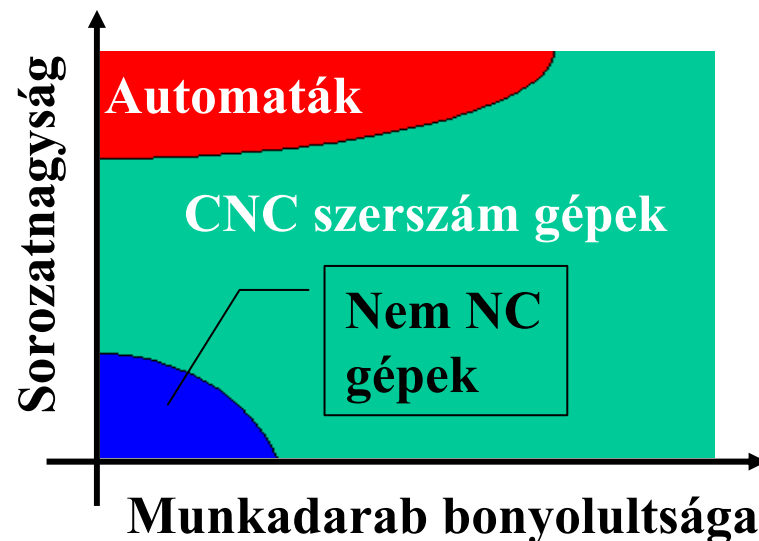 Sorozatnagyság
Automaták
CNC szerszám gépek
Nem NC
gépek
Munkadarab bonyolultsága